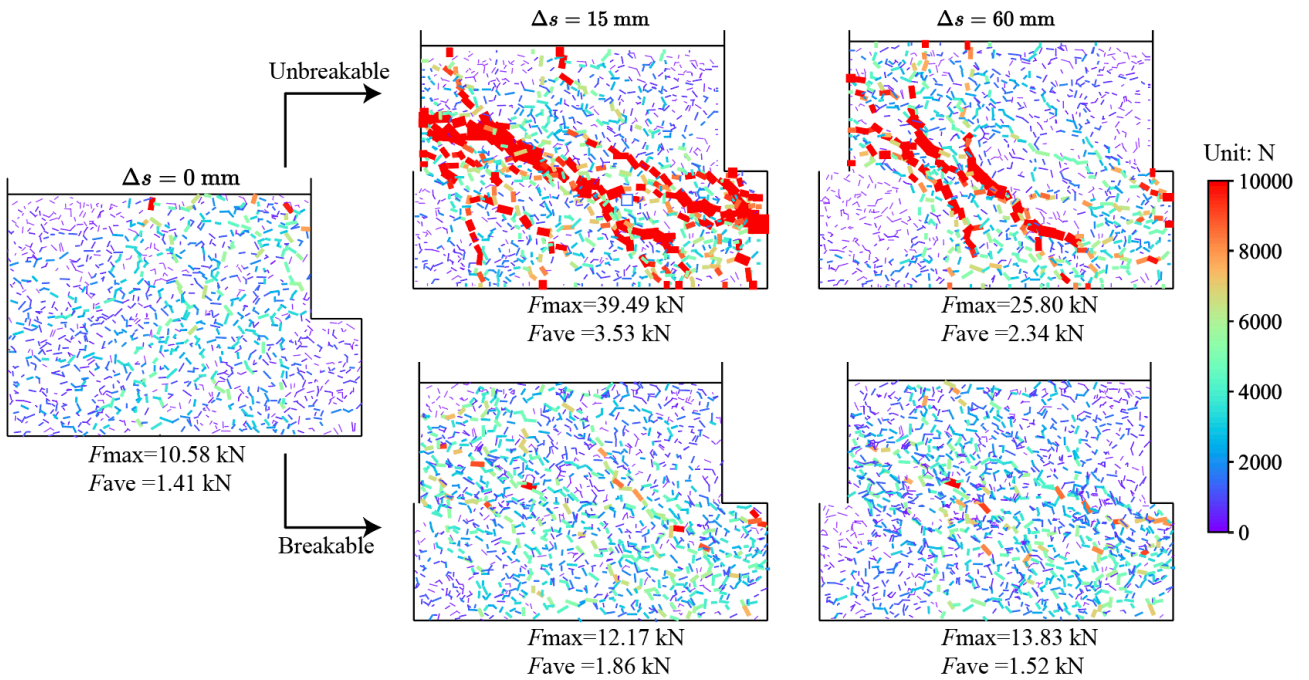 Δs = 15 mm
Δs = 60 mm
Unbreakable
Δs = 0 mm
Unit: N
10000
8000
6000
4000
2000
0
Fmax=39.49 kN
Fave =3.53 kN
Fmax=25.80 kN
Fave =2.34 kN
Fmax=10.58 kN
Fave =1.41 kN
Breakable
Fmax=12.17 kN
Fave =1.86 kN
Fmax=13.83 kN
Fave =1.52 kN